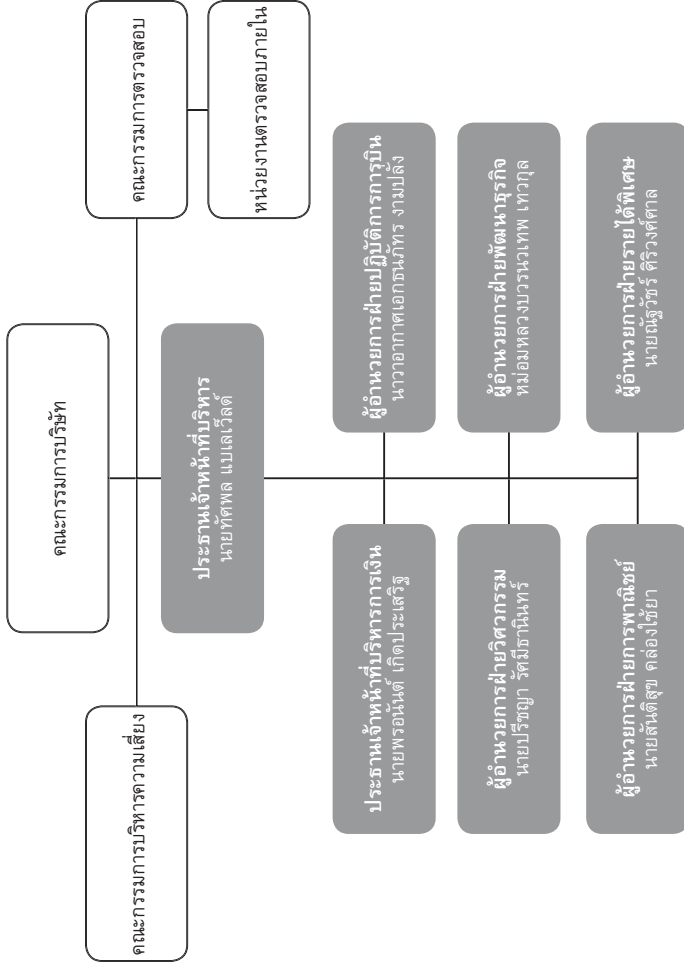 คณะกรรมการบริษัท
คณะกรรมการบริหารความเสี่ยง
คณะกรรมการตรวจสอบ
หน่วยงานตรวจสอบภายใน
ประธานเจ้าหน้าที่บริหาร
นายทัศพล แบเลเว็ลด์
ประธานเจ้าหน้าที่บริหารการเงิน
นายพรอนันต์ เกิดประเสริฐ
ผู้อำนวยการฝ่ายปฏิบัติการการบิน
นาวาอากาศเอกธนภัทร งามปลั่ง
ผู้อำนวยการฝ่ายวิศวกรรม
นายปรีชญา รัศมีธานินทร์
ผู้อำนวยการฝ่ายพัฒนาธุรกิจ
หม่อมหลวงบวรนวเทพ เทวกุล
ผู้อำนวยการฝ่ายการพาณิชย์
นายสันติสุข คล่องใช้ยา
ผู้อำนวยการฝ่ายรายได้พิเศษ
นายณัฐวัชร์ ศิริวงศ์ศาล